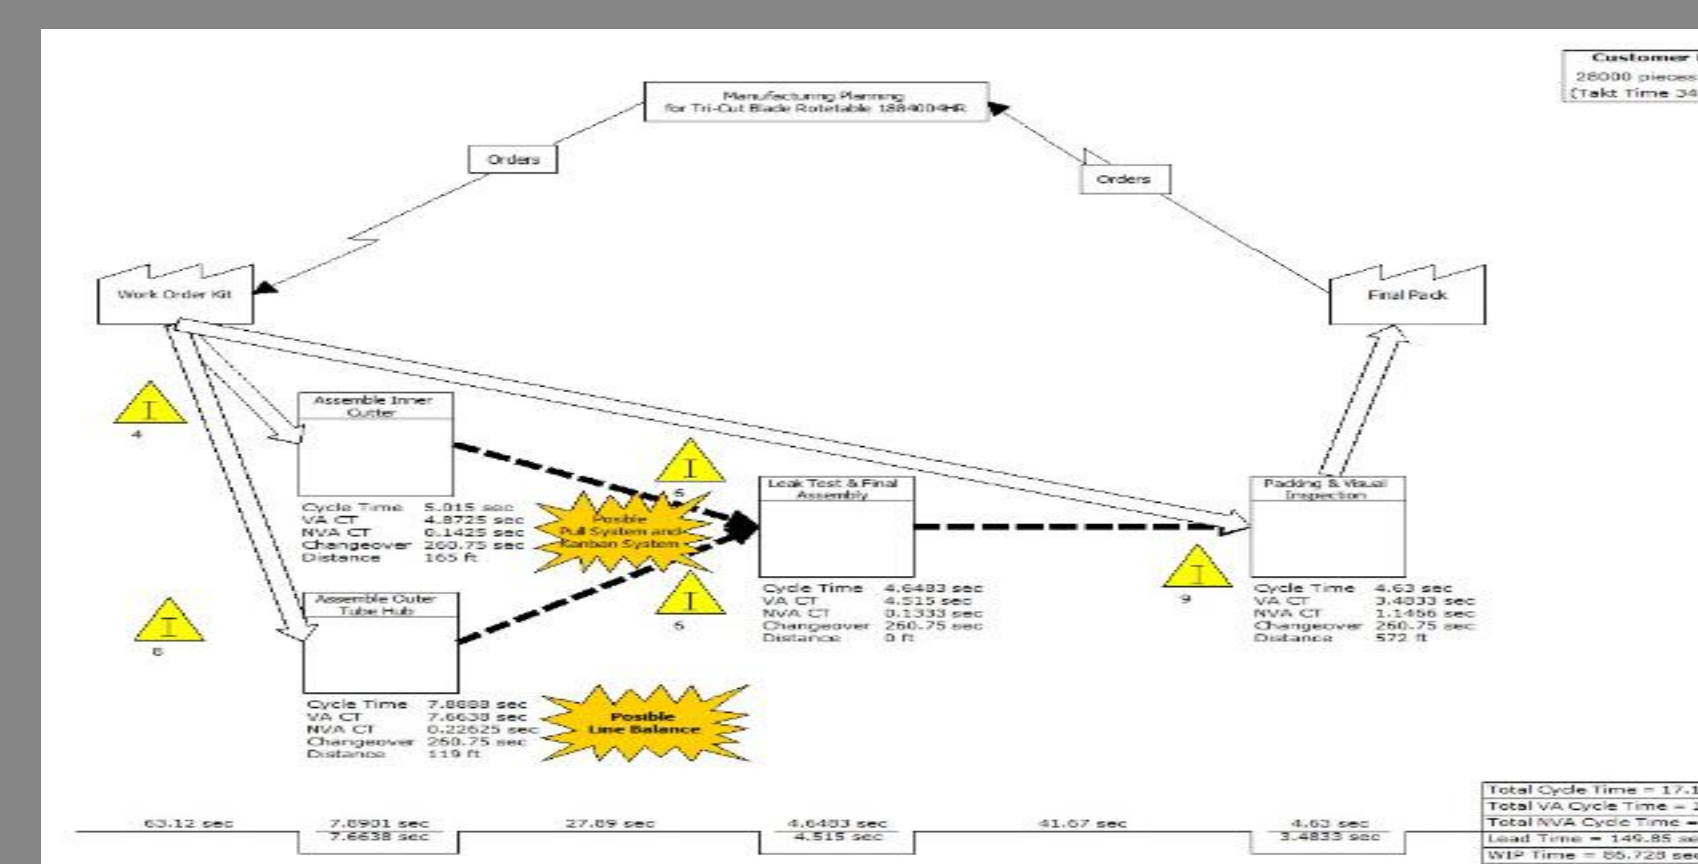 Customer
28000 pieces
(Takt Time 34
Manufacturing Planning
for Tri-Cut Blade Rotetable 1884004HR
Orders
Orders
Work Order Kit
Final Pack
I
4
Assemble Inner
Cutter
Cycle Time 5.015 sec
VA CT 4.8725 sec
NVA CT 0.1425 sec
Changeover 260.75 sec
Distance 165 ft
I
Posible
Pull System and
Kanban System
Leak Test & Final
Assembly
Cycle Time 4.6483 sec
VA CT 4.515 sec
NVA CT 0.1333 sec
Changeover 260.75 sec
Distance 0 ft
I
6
Packing & Visual
Inspection
Cycle Time 4.63 sec
VA CT 3.4833 sec
NVA CT 1.1466 sec
Changeover 260.75 sec
Distance 572 ft
I
9
I
8
Assemble Outer
Tube Hub
Cycle Time 7.8888 sec
VA CT 7.6638 sec
NVA CT 0.22625 sec
Changeover 260.75 sec
Distance 119 ft
Posible
Line Balance
63.12 sec
7.8901 sec
7.6638 sec
27.89 sec
4.6483 sec
4.515 sec
41.67 sec
4.63 sec
3.4833 sec
Total Cycle Time = 17.1
Total VA Cycle Time =
Total NVA Cycle Time =
Lead Time = 149.85 se
WIP Time = 86.728 sec